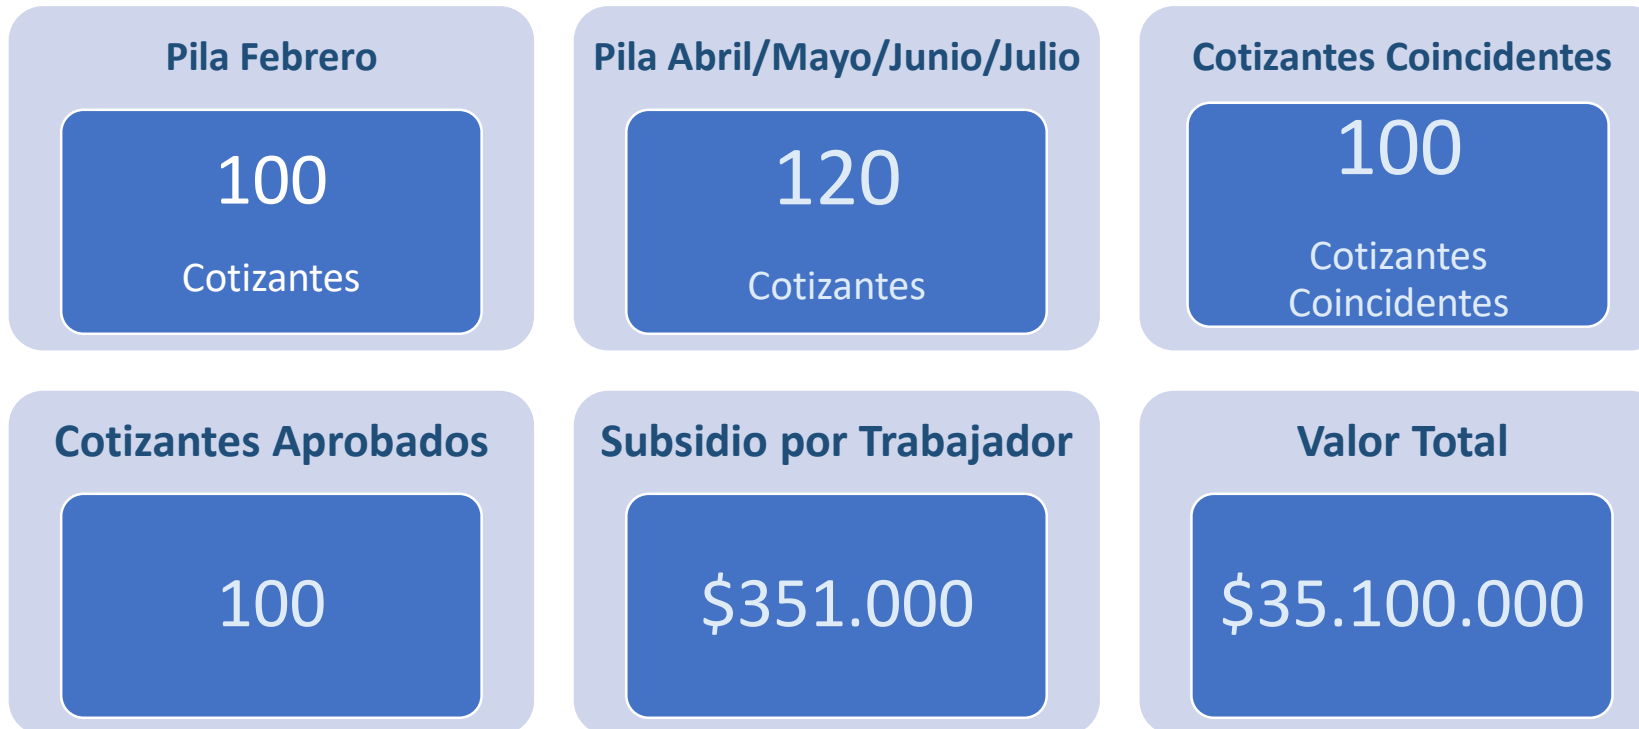 Pila Febrero
100
Cotizantes
Pila Abril/Mayo/Junio/Julio
120
Cotizantes
Cotizantes Coincidentes
100
Cotizantes
Coincidentes
Cotizantes Aprobados
100
Subsidio por Trabajador
$351.000
Valor Total
$35.100.000